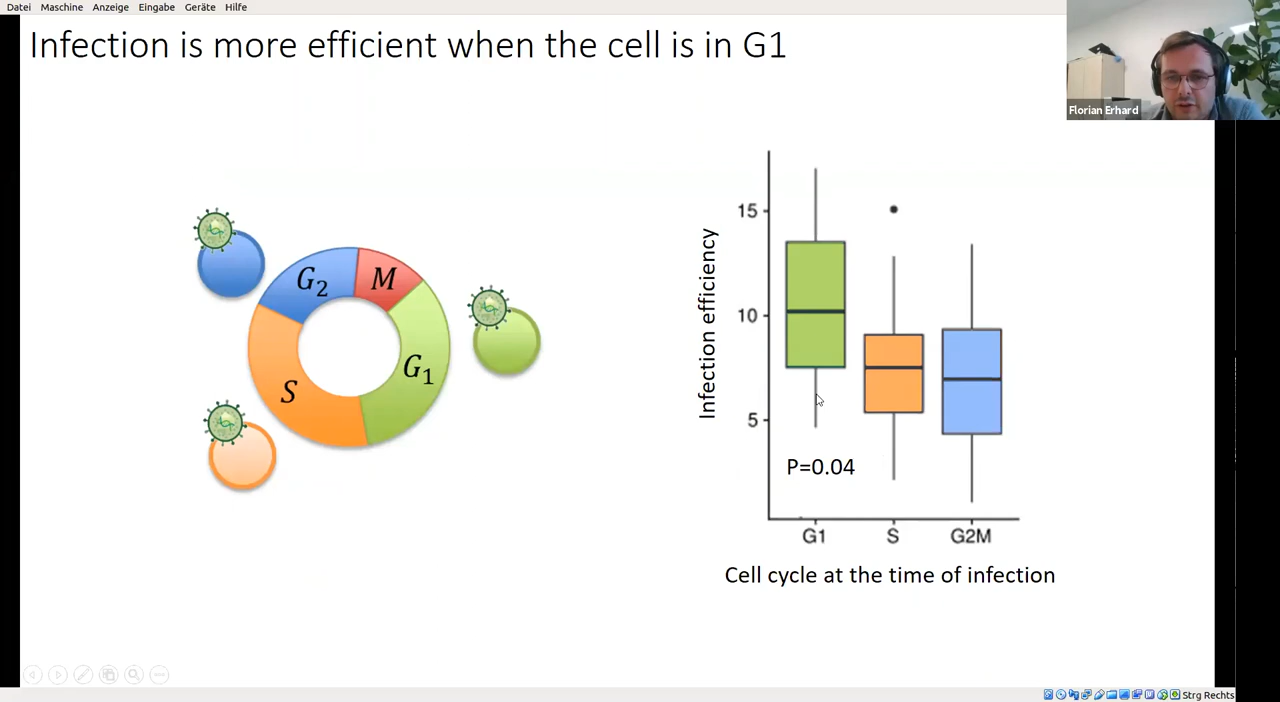 Datei Maschine Anzeige Eingabe Geräte Hilfe
Infection is more efficient when the cell is in G1
Florian Erhard
G2
M
G1
S
Infection efficiency
15
10
5
P=0.04
G1 S G2M
Cell cycle at the time of infection
Strg Rechts